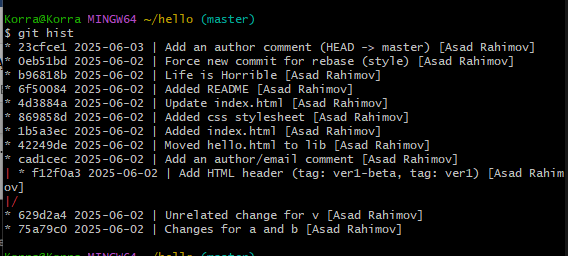 Korra@Korra MINGW64 ~/hello (master)
$ git hist
* 23cfce1 2025-06-03 | Add an author comment (HEAD -> master) [Asad Rahimov]
* 0eb51bd 2025-06-02 | Force new commit for rebase (style) [Asad Rahimov]
* b96818b 2025-06-02 | Life is Horrible [Asad Rahimov]
* 6f50084 2025-06-02 | Added README [Asad Rahimov]
* 4d3884a 2025-06-02 | Update index.html [Asad Rahimov]
* 869858d 2025-06-02 | Added css stylesheet [Asad Rahimov]
* 1b5a3ec 2025-06-02 | Added index.html [Asad Rahimov]
* 42249de 2025-06-02 | Moved hello.html to lib [Asad Rahimov]
* cad1cec 2025-06-02 | Add an author/email comment [Asad Rahimov]
| * f12f0a3 2025-06-02 | Add HTML header (tag: ver1-beta, tag: ver1) [Asad Rahim
ov]
|/
* 629d2a4 2025-06-02 | Unrelated change for v [Asad Rahimov]
* 75a79c0 2025-06-02 | Changes for a and b [Asad Rahimov]
Korra@Korra MINGW64 ~/hello (master)